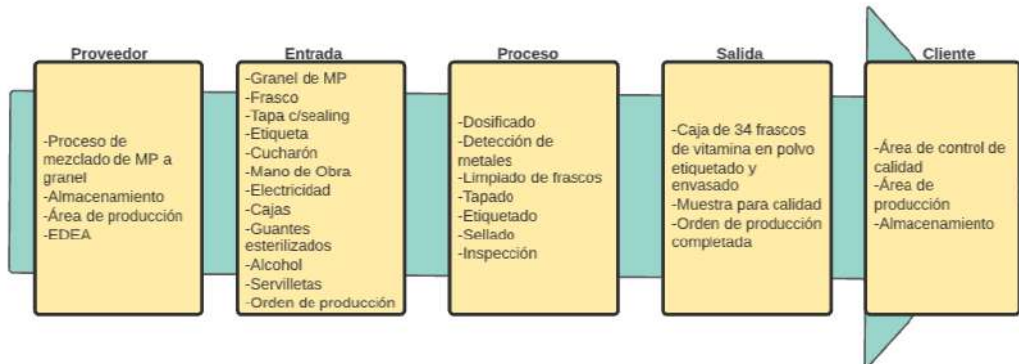 Proveedor
-Proceso de
mezclado de MP a
granel
-Almacenamiento
-Área de producción
-EDEA
Entrada
-Granel de MP
-Frasco
-Tapa c/sealing
-Etiqueta
-Cucharón
-Mano de Obra
-Electricidad
-Cajas
-Guantes
esterilizados
-Alcohol
-Servilletas
-Orden de producción
Proceso
-Dosificado
-Detección de
metales
-Limpiado de frascos
-Tapado
-Etiquetado
-Sellado
-Inspección
Salida
-Caja de 34 frascos
de vitamina en polvo
etiquetado y
envasado
-Muestra para calidad
-Orden de producción
completada
Cliente
-Área de control de
calidad
-Área de
producción
-Almacenamiento